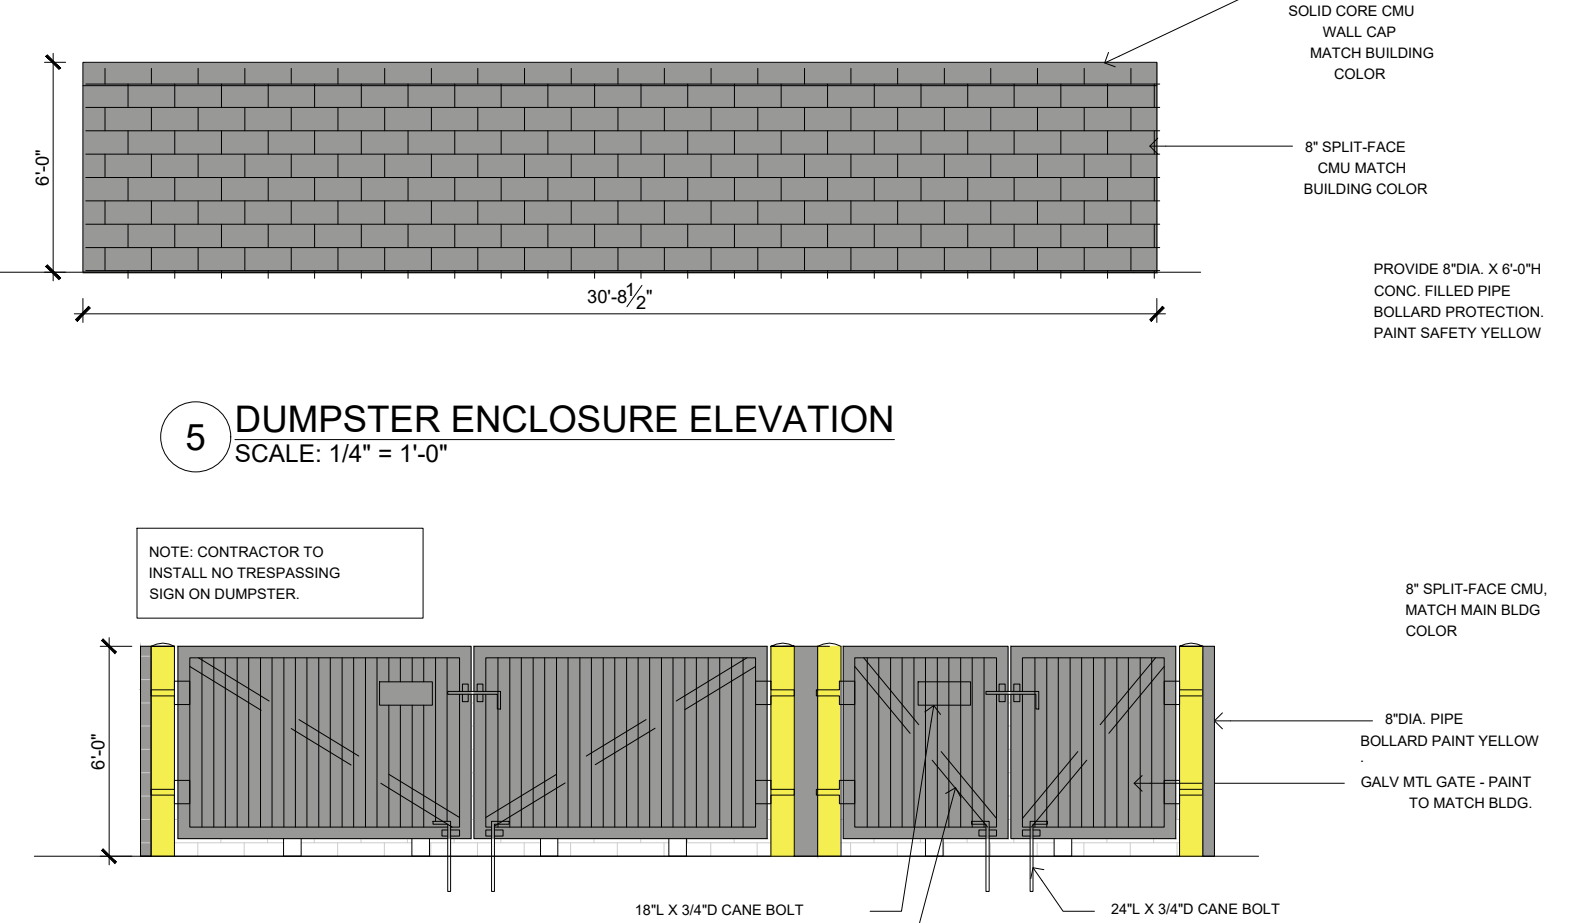 SOLID CORE CMU
WALL CAP
MATCH BUILDING
COLOR
6'-0"
8" SPLIT-FACE
CMU MATCH
BUILDING COLOR
30'-8 1/2"
PROVIDE 8"DIA. X 6'-0"H
CONC. FILLED PIPE
BOLLARD PROTECTION.
PAINT SAFETY YELLOW
5
DUMPSTER ENCLOSURE ELEVATION
SCALE: 1/4" = 1'-0"
NOTE: CONTRACTOR TO
INSTALL NO TRESPASSING
SIGN ON DUMPSTER.
8" SPLIT-FACE CMU,
MATCH MAIN BLDG
COLOR
6'-0"
8"DIA. PIPE
BOLLARD PAINT YELLOW
.
GALV MTL GATE - PAINT
TO MATCH BLDG.
18"L X 3/4"D CANE BOLT
24"L X 3/4"D CANE BOLT